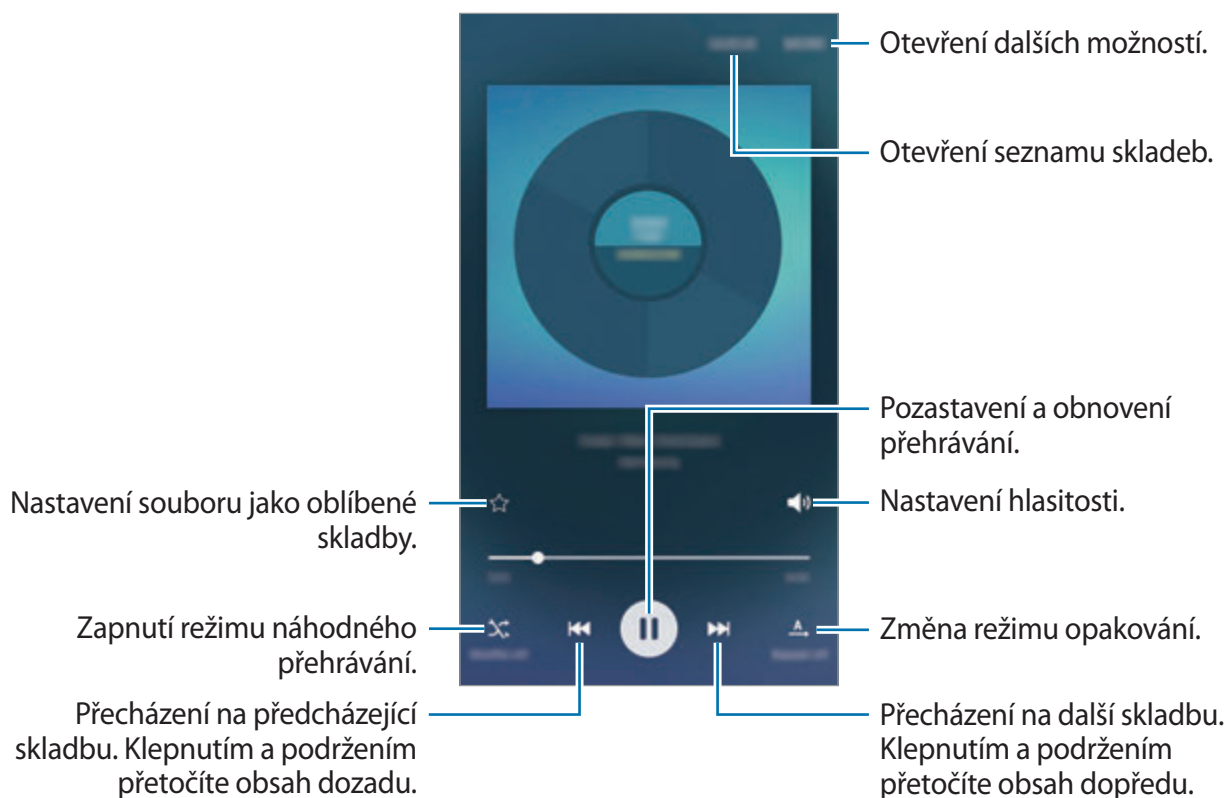 Otevření dalších možností.
Otevření seznamu skladeb.
Pozastavení a obnovení
přehrávání.
Nastavení souboru jako oblíbené
skladby.
Nastavení hlasitosti.
Zapnutí režimu náhodného
přehrávání.
Změna režimu opakování.
Přecházení na předcházející
skladbu. Klepnutím a podržením
přetočíte obsah dozadu.
Přecházení na další skladbu.
Klepnutím a podržením
přetočíte obsah dopředu.